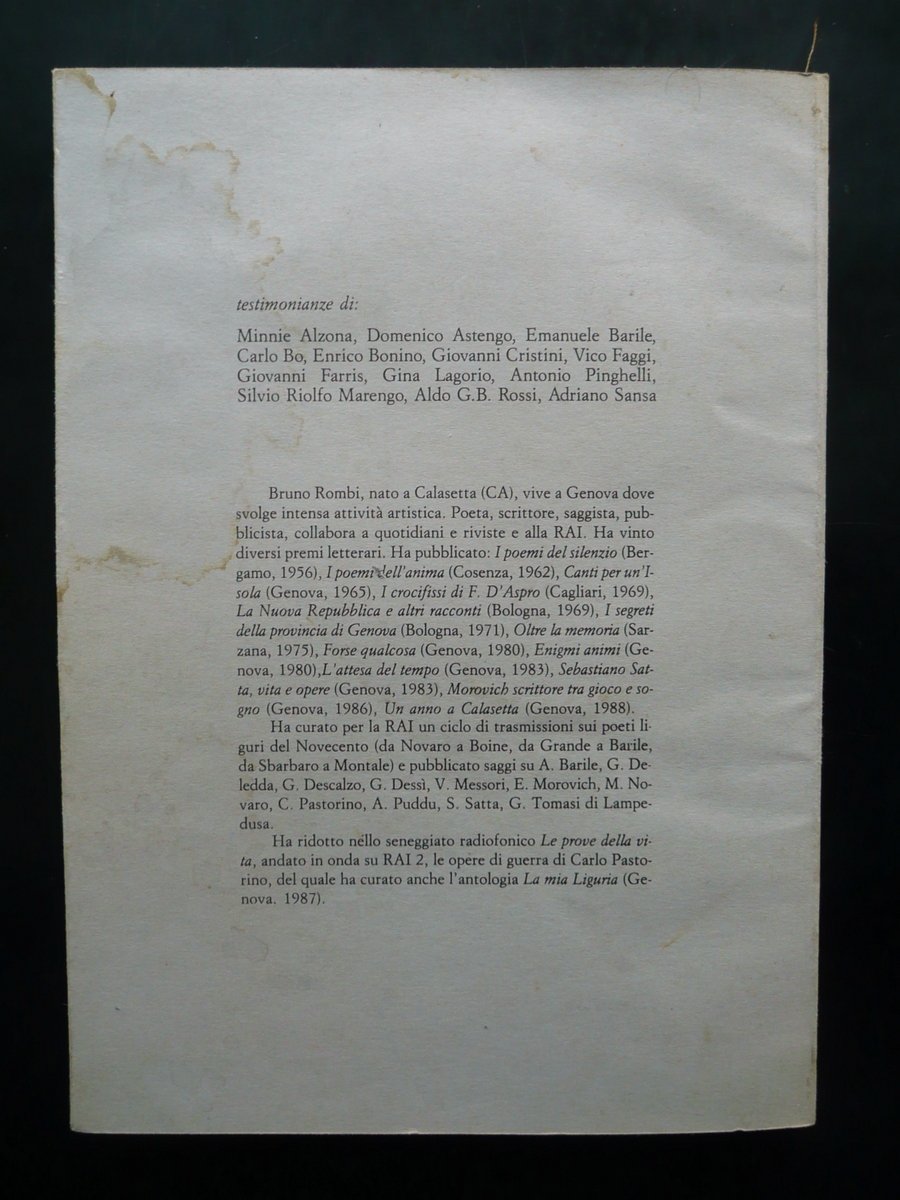 testimonianze di:
Minnie Alzona, Domenico Astengo, Emanuele Barile,
Carlo Bo, Enrico Bonino, Giovanni Cristini, Vico Faggi,
Giovanni Farris, Gina Lagorio, Antonio Pinghelli,
Silvio Riolfo Marengo, Aldo G.B. Rossi, Adriano Sansa
Bruno Rombi, nato a Calasetta (CA), vive a Genova dove
svolge intensa attività artistica. Poeta, scrittore, saggista, pub-
blicista, collabora a quotidiani e riviste e alla RAI. Ha vinto
diversi premi letterari. Ha pubblicato: I poemi del silenzio (Ber-
gamo, 1956), I poemi dell'anima (Cosenza, 1962), Canti per un'I-
sola (Genova, 1965), I crocifissi di F. D'Aspro (Cagliari, 1969),
La Nuova Repubblica e altri racconti (Bologna, 1969), I segreti
della provincia di Genova (Bologna, 1971), Oltre la memoria (Sar-
zana, 1975), Forse qualcosa (Genova, 1980), Enigmi animi (Ge-
nova, 1980),L'attesa del tempo (Genova, 1983), Sebastiano Sat-
ta, vita e opere (Genova, 1983), Morovich scrittore tra gioco e so-
gno (Genova, 1986), Un anno a Calasetta (Genova, 1988).
Ha curato per la RAI un ciclo di trasmissioni sui poeti li-
guri del Novecento (da Novaro a Boine, da Grande a Barile,
da Sbarbaro a Montale) e pubblicato saggi su A. Barile, G. De-
ledda, G. Descalzo, G. Dessì, V. Messori, E. Morovich, M. No-
varo, C. Pastorino, A. Puddu, S. Satta, G. Tomasi di Lampe-
dusa.
Ha ridotto nello seneggiato radiofonico Le prove della vi-
ta, andato in onda su RAI 2, le opere di guerra di Carlo Pasto-
rino, del quale ha curato anche l'antologia La mia Liguria (Ge-
nova. 1987).